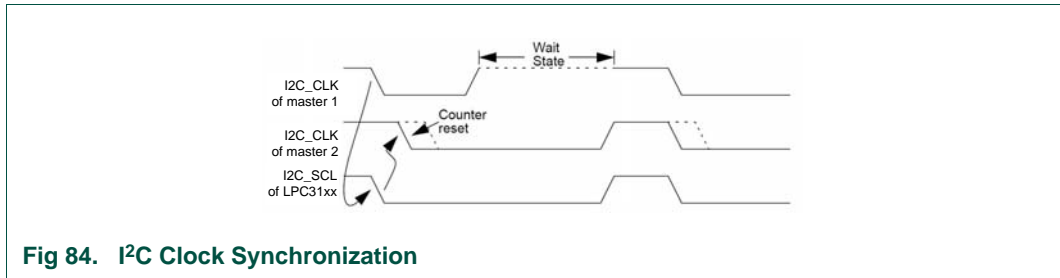 Wait
State
I2C_CLK
of master 1
Counter
reset
I2C_CLK
of master 2
I2C_SCL
of LPC31xx
Fig 84. I2C Clock Synchronization